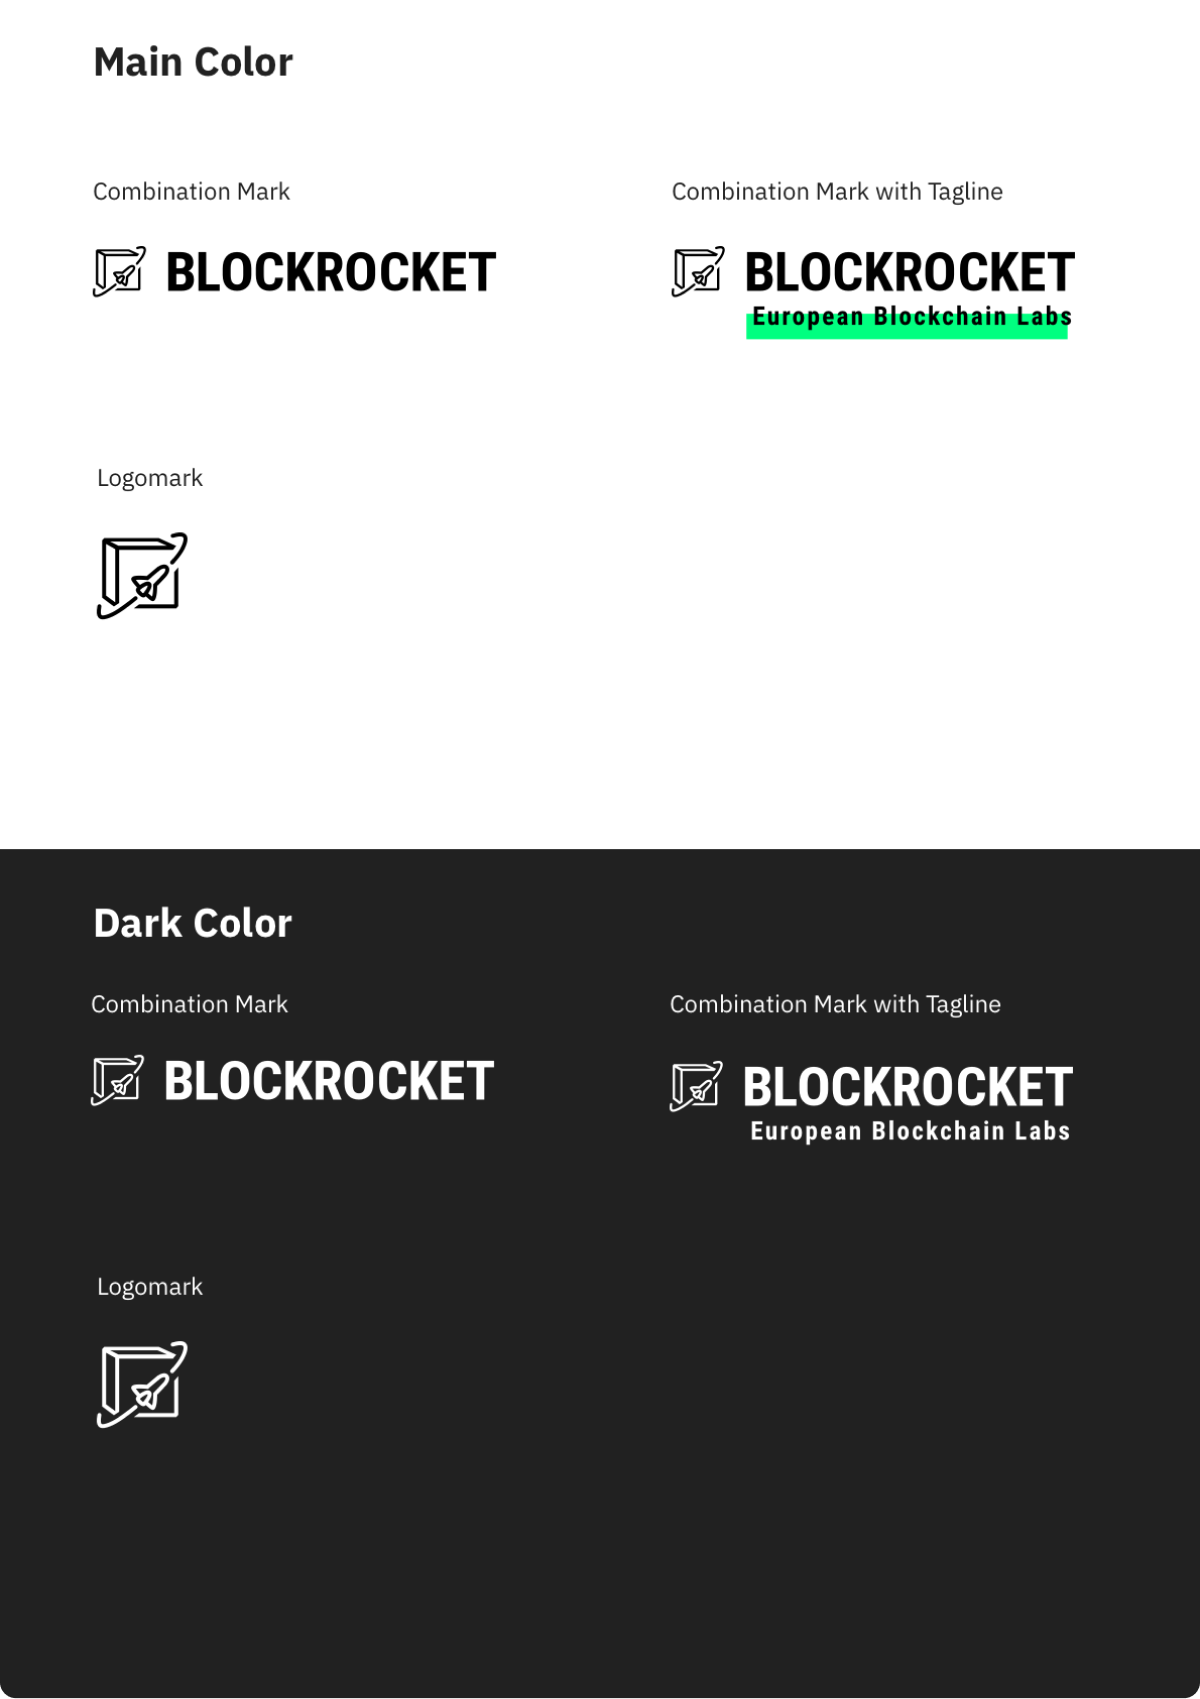 Main Color
Combination Mark
Combination Mark with Tagline
BLOCKROCKET
BLOCKROCKET
European Blockchain Labs
Logomark
Dark Color
Combination Mark
Combination Mark with Tagline
BLOCKROCKET
BLOCKROCKET
European Blockchain Labs
Logomark